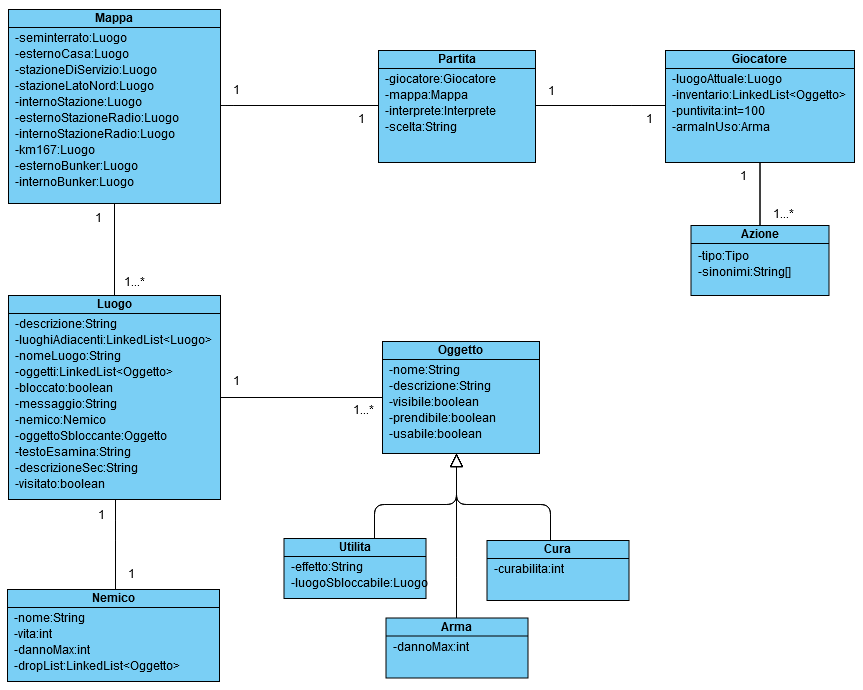 Mappa
-seminterrato:Luogo
-esternoCasa:Luogo
-stazioneDiServizio:Luogo
-stazioneLatoNord:Luogo
-internoStazione:Luogo
-esternoStazioneRadio:Luogo
-internoStazioneRadio:Luogo
-km167:Luogo
-esternoBunker:Luogo
-internoBunker:Luogo
1
1
Partita
-giocatore:Giocatore
-mappa:Mappa
-interprete:Interprete
-scelta:String
1
1
Giocatore
-luogoAttuale:Luogo
-inventario:LinkedList<Oggetto>
-puntivita:int=100
-armaInUso:Arma
1
1...*
Azione
-tipo:Tipo
-sinonimi:String[]
1
1...*
Luogo
-descrizione:String
-luoghiAdiacenti:LinkedList<Luogo>
-nomeLuogo:String
-oggetti:LinkedList<Oggetto>
-bloccato:boolean
-messaggio:String
-nemico:Nemico
-oggettoSbloccante:Oggetto
-testoEsamina:String
-descrizioneSec:String
-visitato:boolean
1
1...*
Oggetto
-nome:String
-descrizione:String
-visibile:boolean
-prendibile:boolean
-usabile:boolean
1
1
Nemico
-nome:String
-vita:int
-dannoMax:int
-dropList:LinkedList<Oggetto>
Utilita
-effetto:String
-luogoSbloccabile:Luogo
Cura
-curabilita:int
Arma
-dannoMax:int